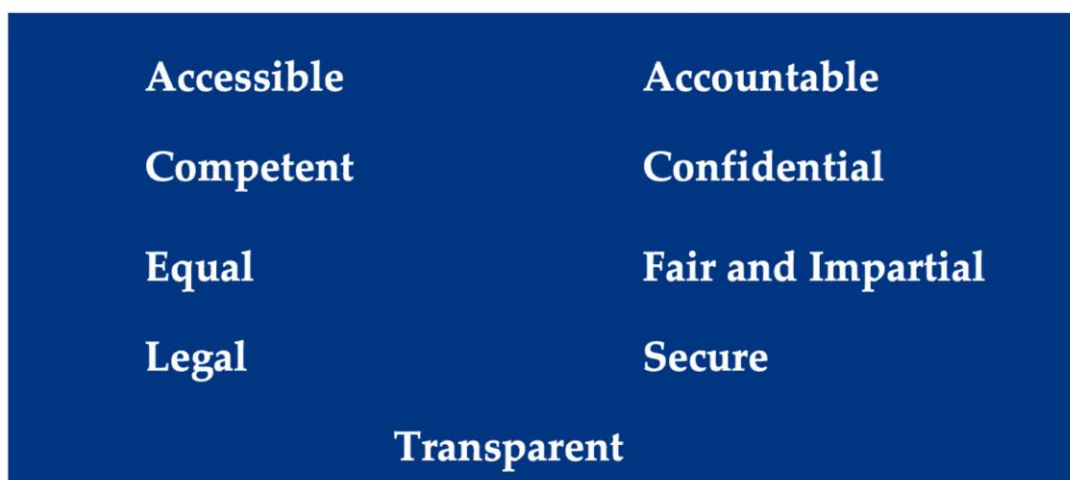 Accessible Accountable
Competent Confidential
Equal Fair and Impartial
Legal Secure
Transparent